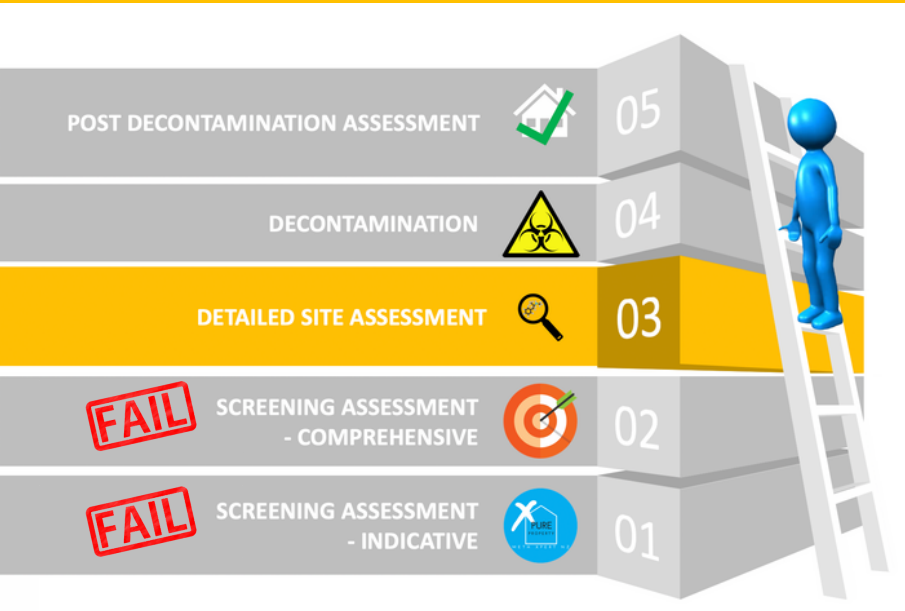 POST DECONTAMINATION ASSESSMENT
05
DECONTAMINATION
04
DETAILED SITE ASSESSMENT
03
FAIL
SCREENING ASSESSMENT
- COMPREHENSIVE
02
FAIL
SCREENING ASSESSMENT
- INDICATIVE
X
PURE
PROPERTY
01